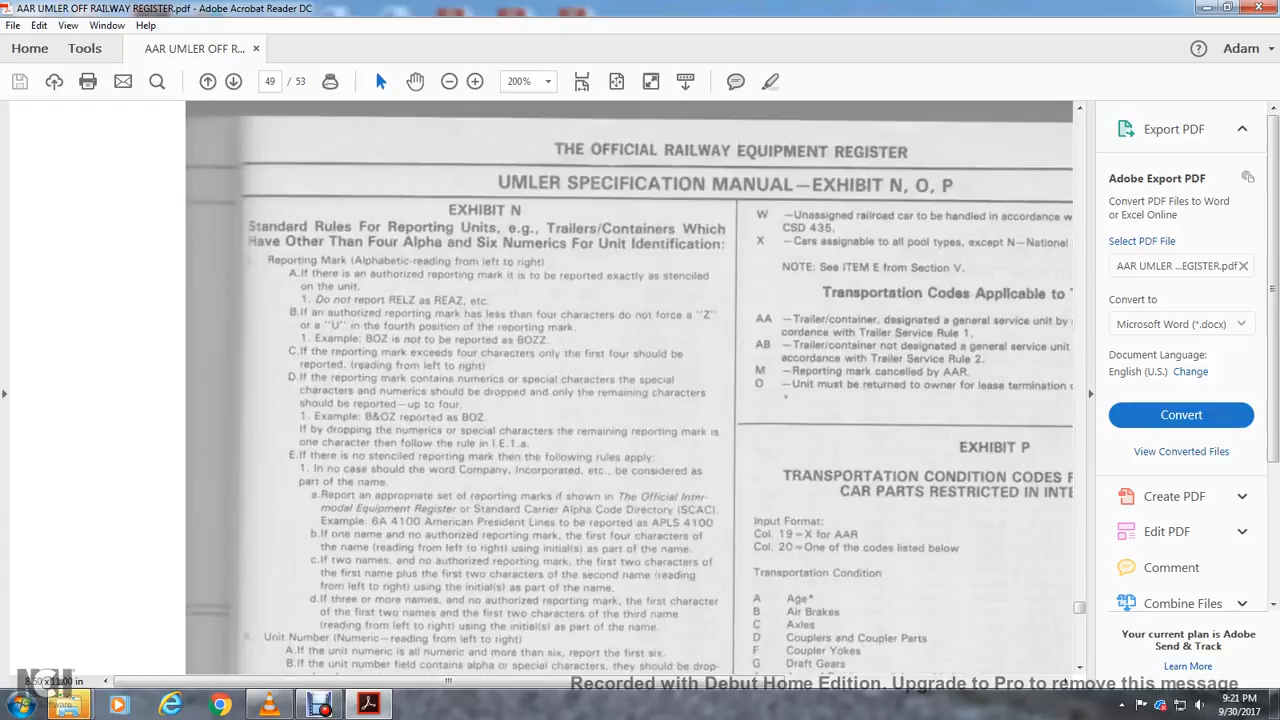 AAR UMLER OFF RAILWAY REGISTER.pdf - Adobe Acrobat Reader DC
File Edit View Window Help
Home Tools AAR UMLER OFF R... × Adam
49 / 53 200%
THE OFFICIAL RAILWAY EQUIPMENT REGISTER
UMLER SPECIFICATION MANUAL—EXHIBIT N, O, P
EXHIBIT N
Standard Rules For Reporting Units, e.g., Trailers/Containers Which
Have Other Than Four Alpha and Six Numerics For Unit Identification:
Reporting Mark (Alphabetic-reading from left to right)
A.If there is an authorized reporting mark it is to be reported exactly as stenciled
on the unit.
1. Do not report RELZ as REAZ, etc.
B.If an authorized reporting mark has less than four characters do not force a "Z"
or a "U" in the fourth position of the reporting mark.
1. Example: BOZ is not to be reported as BOZZ.
C.If the reporting mark exceeds four characters only the first four should be
reported. (reading from left to right)
D.If the reporting mark contains numerics or special characters the special
characters and numerics should be dropped and only the remaining characters
should be reported—up to four.
1. Example: B&OZ reported as BOZ.
If by dropping the numerics or special characters the remaining reporting mark is
one character then follow the rule in I.E.1.a.
E.If there is no stenciled reporting mark then the following rules apply:
1. In no case should the word Company, Incorporated, etc., be considered as
part of the name.
a.Report an appropriate set of reporting marks if shown in The Official Inter-
modal Equipment Register or Standard Carrier Alpha Code Directory (SCAC).
Example: 6A 4100 American President Lines to be reported as APLS 4100
b.If one name and no authorized reporting mark, the first four characters of
the name (reading from left to right) using initial(s) as part of the name.
c.If two names, and no authorized reporting mark, the first two characters of
the first name plus the first two characters of the second name (reading
from left to right) using the initial(s) as part of the name.
d.If three or more names, and no authorized reporting mark, the first character
of the first two names and the first two characters of the third name
(reading from left to right) using the initial(s) as part of the name.
Unit Number (Numeric—reading from left to right)
A.If the unit numeric is all numeric and more than six, report the first six.
B.If the unit number field contains alpha or special characters, they should be drop-
W —Unassigned railroad car to be handled in accordance w
CSD 435.
X —Cars assignable to all pool types, except N—National
NOTE: See ITEM E from Section V.
Transportation Codes Applicable to
AA —Trailer/container, designated a general service unit by
cordance with Trailer Service Rule 1.
AB —Trailer/container not designated a general service unit
accordance with Trailer Service Rule 2.
M —Reporting mark cancelled by AAR.
O —Unit must be returned to owner for lease termination
*
EXHIBIT P
TRANSPORTATION CONDITION CODES F
CAR PARTS RESTRICTED IN INTE
Input Format:
Col. 19=X for AAR
Col. 20=One of the codes listed below
Transportation Condition
A Age*
B Air Brakes
C Axles
D Couplers and Coupler Parts
F Coupler Yokes
G Draft Gears
Export PDF
Adobe Export PDF
Convert PDF Files to Word
or Excel Online
Select PDF File
AAR UMLER ...EGISTER.pdf ×
Convert to
Microsoft Word (*.docx)
Document Language:
English (U.S.) Change
Convert
View Converted Files
Create PDF
Edit PDF
Comment
Combine Files
Your current plan is Adobe
Send & Track
Learn More
8.50 x 11.00 in
Recorded with Debut Home Edition. Upgrade to Pro to remove this message
NCH
software
9:21 PM
9/30/2017